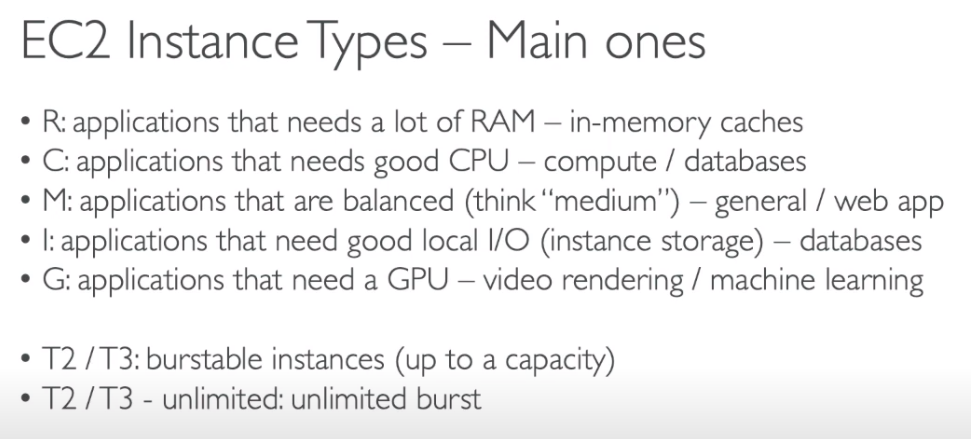 EC2 Instance Types – Main ones
• R: applications that needs a lot of RAM – in-memory caches
• C: applications that needs good CPU – compute / databases
• M: applications that are balanced (think “medium”) – general / web app
• I: applications that need good local I/O (instance storage) – databases
• G: applications that need a GPU – video rendering / machine learning
• T2 / T3: burstable instances (up to a capacity)
• T2 / T3 - unlimited: unlimited burst